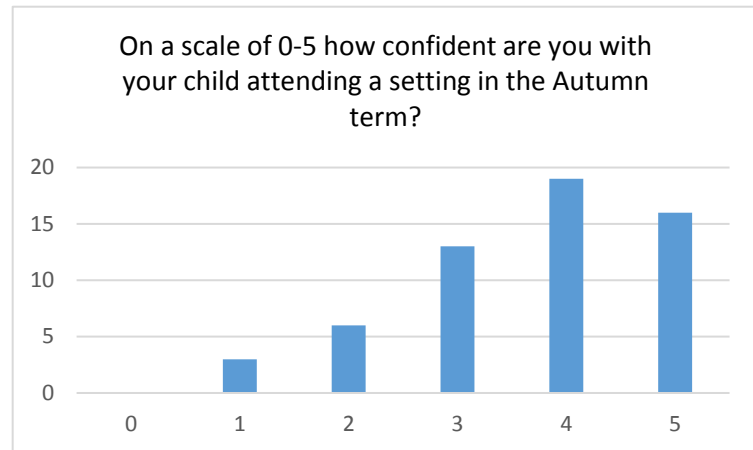 On a scale of 0-5 how confident are you with
your child attending a setting in the Autumn
term?
20
15
10
5
0
0 1 2 3 4 5